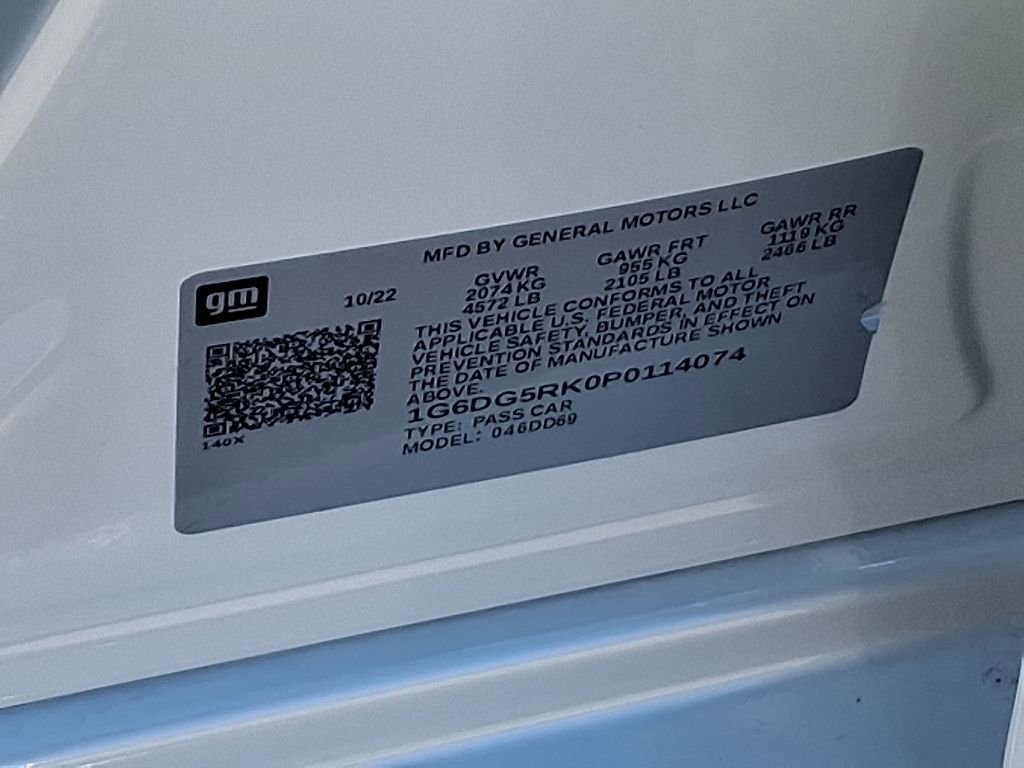 MFD BY GENERAL MOTORS LLC
gm
10/22
GVWR GAWR FRT GAWR RR
2074 KG 955 KG 1119 KG
4572 LB 2105 LB 2466 LB
THIS VEHICLE CONFORMS TO ALL
APPLICABLE U.S. FEDERAL MOTOR
VEHICLE SAFETY, BUMPER, AND THEFT
PREVENTION STANDARDS IN EFFECT ON
THE DATE OF MANUFACTURE SHOWN
ABOVE.
1G6DG5RK0P0114074
TYPE: PASS CAR
MODEL: 046DD69
140X